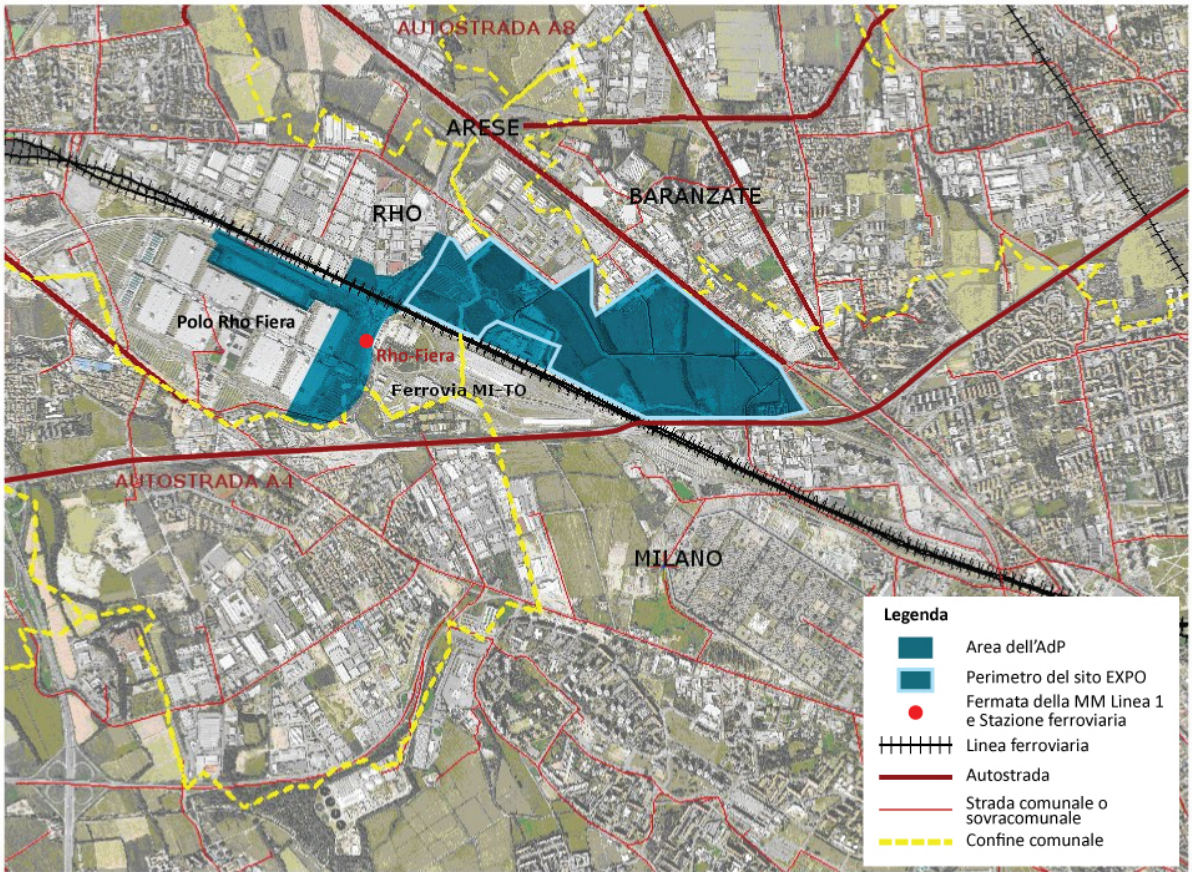 AUTOSTRADA A8
ARESE
BARANZATE
RHO
Polo Rho Fiera
Rho-Fiera
Ferrovia MI-TO
AUTOSTRADA A4
MILANO
Legenda
Area dell'AdP
Perimetro del sito EXPO
Fermata della MM Linea 1
e Stazione ferroviaria
Linea ferroviaria
Autostrada
Strada comunale o
sovracomunale
Confine comunale